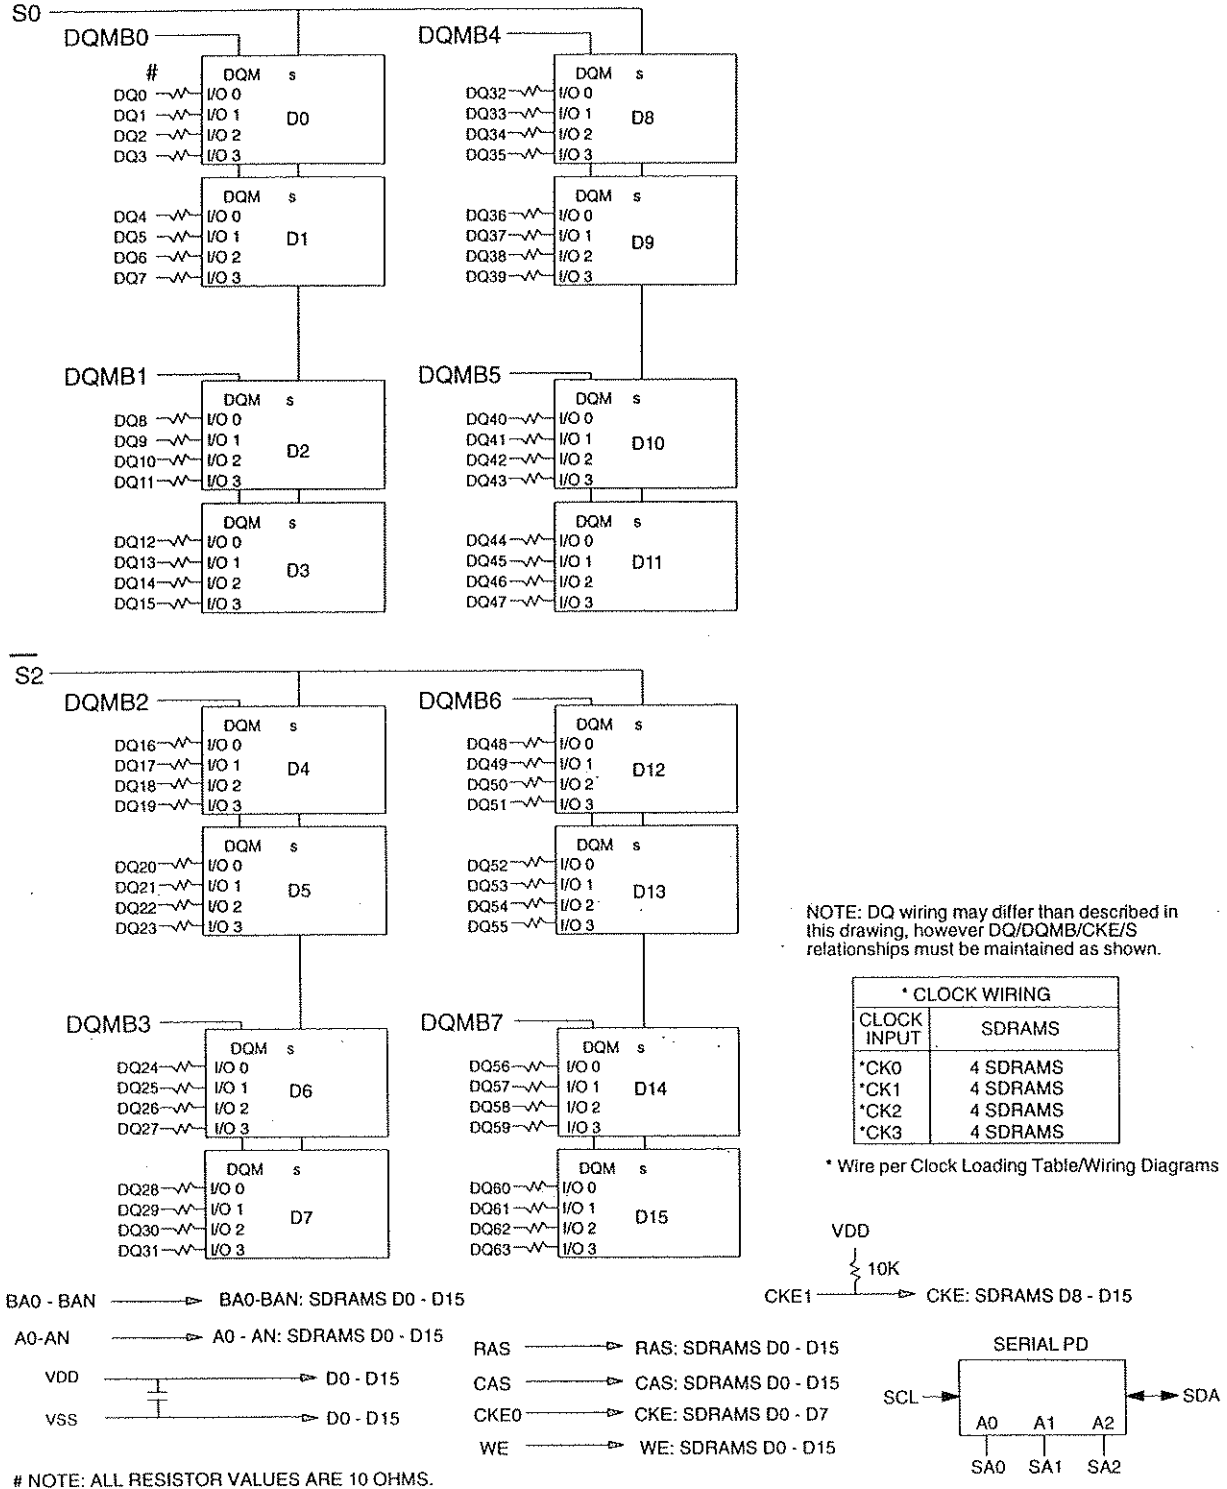 S0
DQMB0
#
DQM s
DQ0 I/O 0
DQ1 I/O 1
D0
DQ2 I/O 2
DQ3 I/O 3
DQM s
DQ4 I/O 0
DQ5 I/O 1
D1
DQ6 I/O 2
DQ7 I/O 3
DQMB1
DQM s
DQ8 I/O 0
DQ9 I/O 1
D2
DQ10 I/O 2
DQ11 I/O 3
DQM s
DQ12 I/O 0
DQ13 I/O 1
D3
DQ14 I/O 2
DQ15 I/O 3
DQMB4
DQM s
DQ32 I/O 0
DQ33 I/O 1
D8
DQ34 I/O 2
DQ35 I/O 3
DQM s
DQ36 I/O 0
DQ37 I/O 1
D9
DQ38 I/O 2
DQ39 I/O 3
DQMB5
DQM s
DQ40 I/O 0
DQ41 I/O 1
D10
DQ42 I/O 2
DQ43 I/O 3
DQM s
DQ44 I/O 0
DQ45 I/O 1
D11
DQ46 I/O 2
DQ47 I/O 3
S2
DQMB2
DQM s
DQ16 I/O 0
DQ17 I/O 1
D4
DQ18 I/O 2
DQ19 I/O 3
DQM s
DQ20 I/O 0
DQ21 I/O 1
D5
DQ22 I/O 2
DQ23 I/O 3
DQMB3
DQM s
DQ24 I/O 0
DQ25 I/O 1
D6
DQ26 I/O 2
DQ27 I/O 3
DQM s
DQ28 I/O 0
DQ29 I/O 1
D7
DQ30 I/O 2
DQ31 I/O 3
DQMB6
DQM s
DQ48 I/O 0
DQ49 I/O 1
D12
DQ50 I/O 2
DQ51 I/O 3
DQM s
DQ52 I/O 0
DQ53 I/O 1
D13
DQ54 I/O 2
DQ55 I/O 3
DQMB7
DQM s
DQ56 I/O 0
DQ57 I/O 1
D14
DQ58 I/O 2
DQ59 I/O 3
DQM s
DQ60 I/O 0
DQ61 I/O 1
D15
DQ62 I/O 2
DQ63 I/O 3
NOTE: DQ wiring may differ than described in
this drawing, however DQ/DQMB/CKE/S
relationships must be maintained as shown.
* CLOCK WIRING
CLOCK
INPUT
SDRAMS
*CK0 4 SDRAMS
*CK1 4 SDRAMS
*CK2 4 SDRAMS
*CK3 4 SDRAMS
* Wire per Clock Loading Table/Wiring Diagrams
VDD
10K
CKE1 CKE: SDRAMS D8 - D15
BA0 - BAN BA0-BAN: SDRAMS D0 - D15
A0-AN A0 - AN: SDRAMS D0 - D15
VDD D0 - D15
VSS D0 - D15
RAS RAS: SDRAMS D0 - D15
CAS CAS: SDRAMS D0 - D15
CKE0 CKE: SDRAMS D0 - D7
WE WE: SDRAMS D0 - D15
SERIAL PD
SCL SDA
A0 A1 A2
SA0 SA1 SA2
# NOTE: ALL RESISTOR VALUES ARE 10 OHMS.